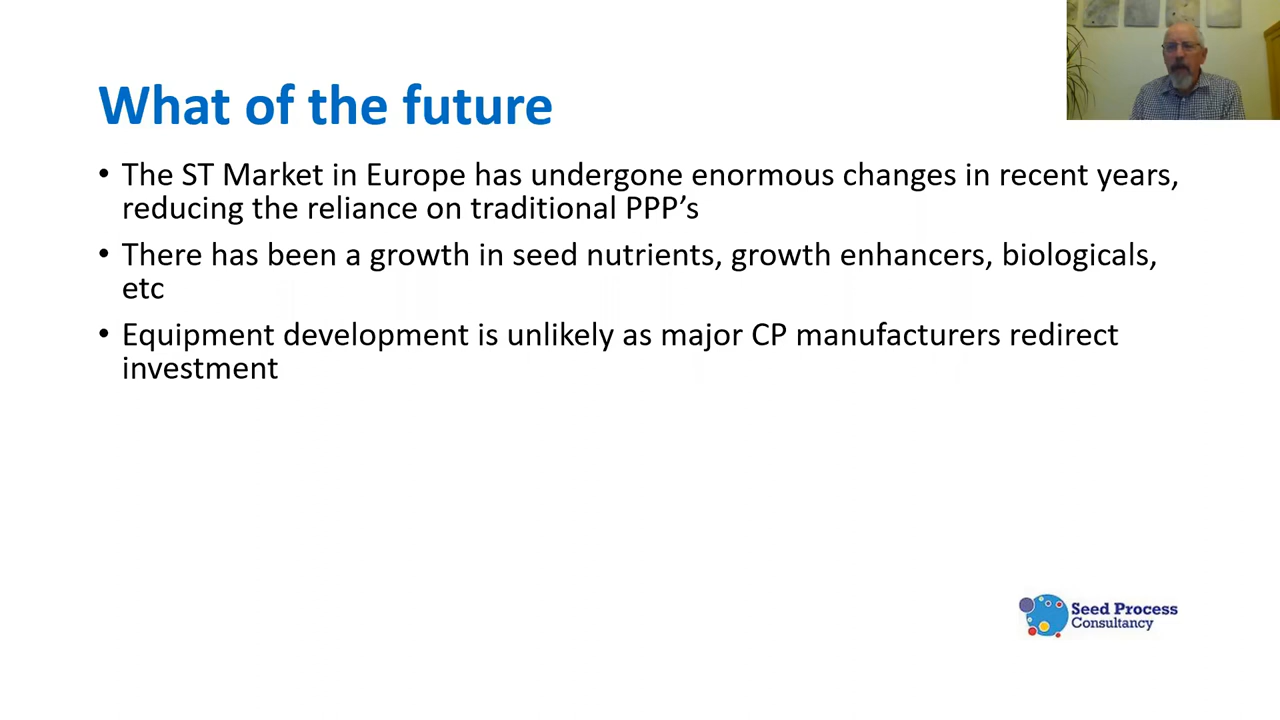 What of the future
• The ST Market in Europe has undergone enormous changes in recent years,
reducing the reliance on traditional PPP’s
• There has been a growth in seed nutrients, growth enhancers, biologicals,
etc
• Equipment development is unlikely as major CP manufacturers redirect
investment
Seed Process
Consultancy